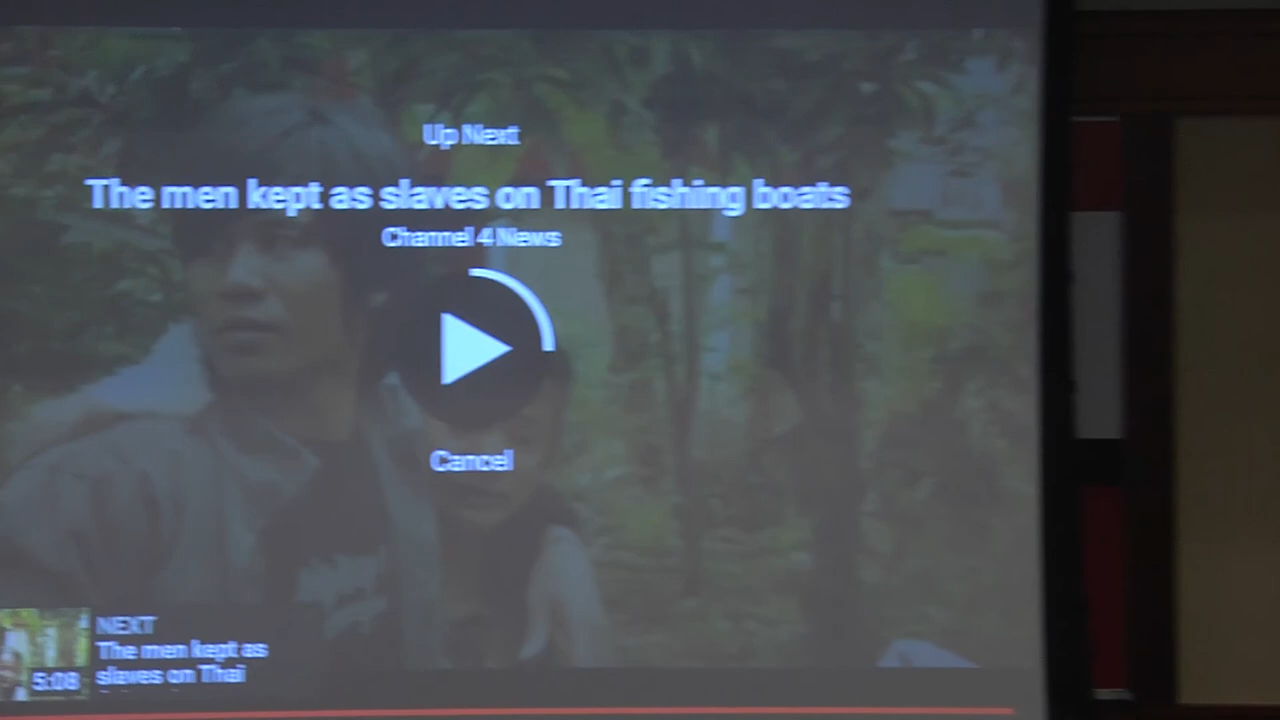 Up Next
The men kept as slaves on Thai fishing boats
Channel 4 News
Cancel
NEXT
The men kept as
slaves on Thai
5:08